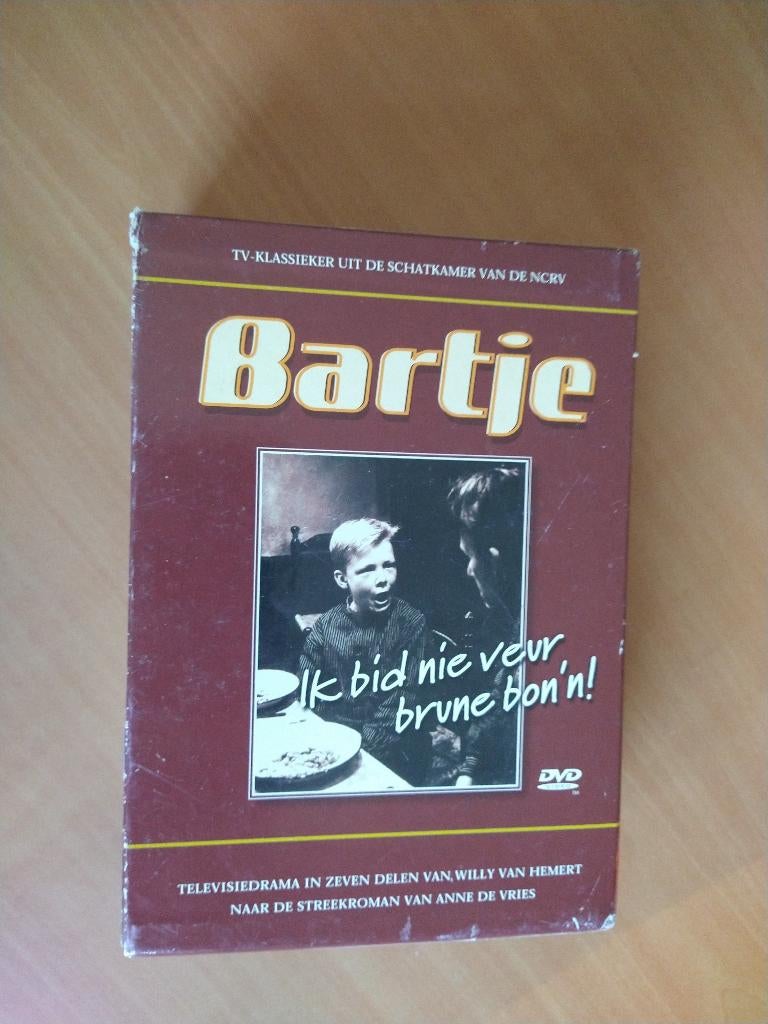 TV-KLASSIEKER UIT DE SCHATKAMER VAN DE NCRV
Bartje
Ik bid nie veur
brune bon'n!
DVD
VIDEO
TELEVISIEDRAMA IN ZEVEN DELEN VAN WILLY VAN HEMERT
NAAR DE STREEKROMAN VAN ANNE DE VRIES